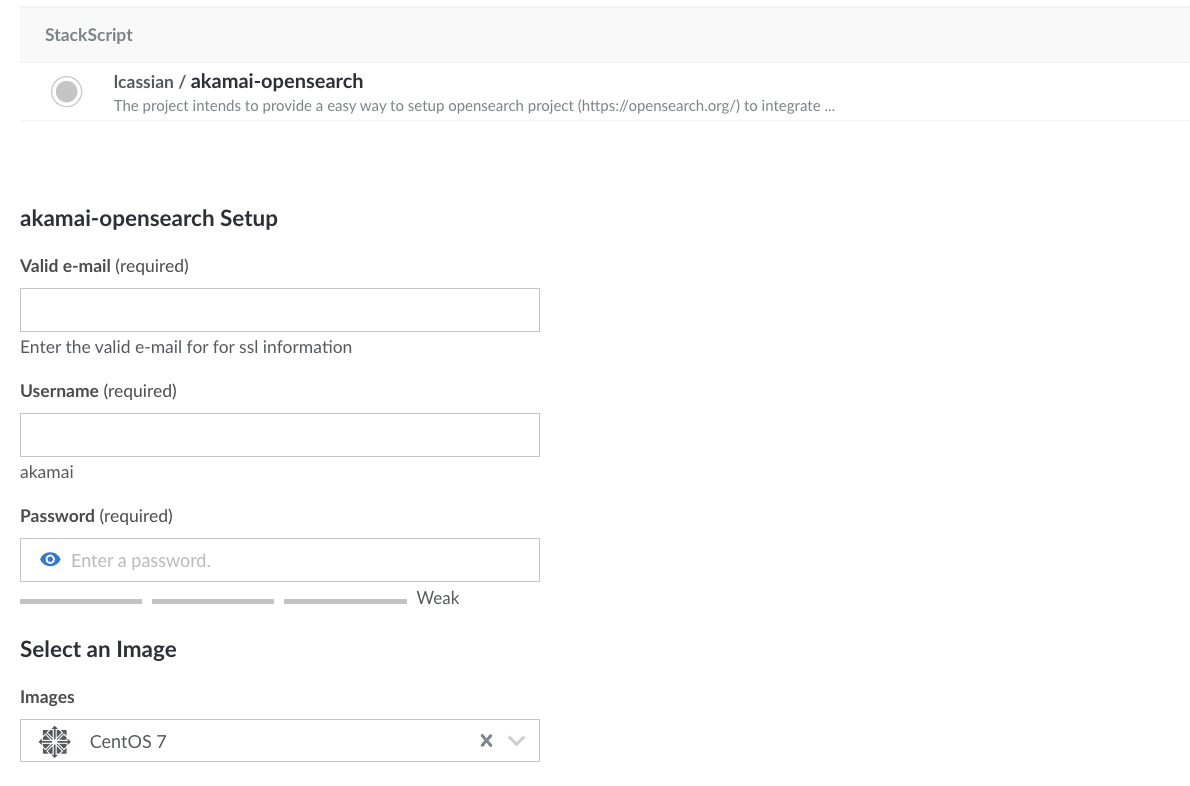 StackScript
lcassian / akamai-opensearch
The project intends to provide a easy way to setup opensearch project (https://opensearch.org/) to integrate ...
akamai-opensearch Setup
Valid e-mail (required)
Enter the valid e-mail for for ssl information
Username (required)
akamai
Password (required)
Enter a password.
Weak
Select an Image
Images
CentOS 7